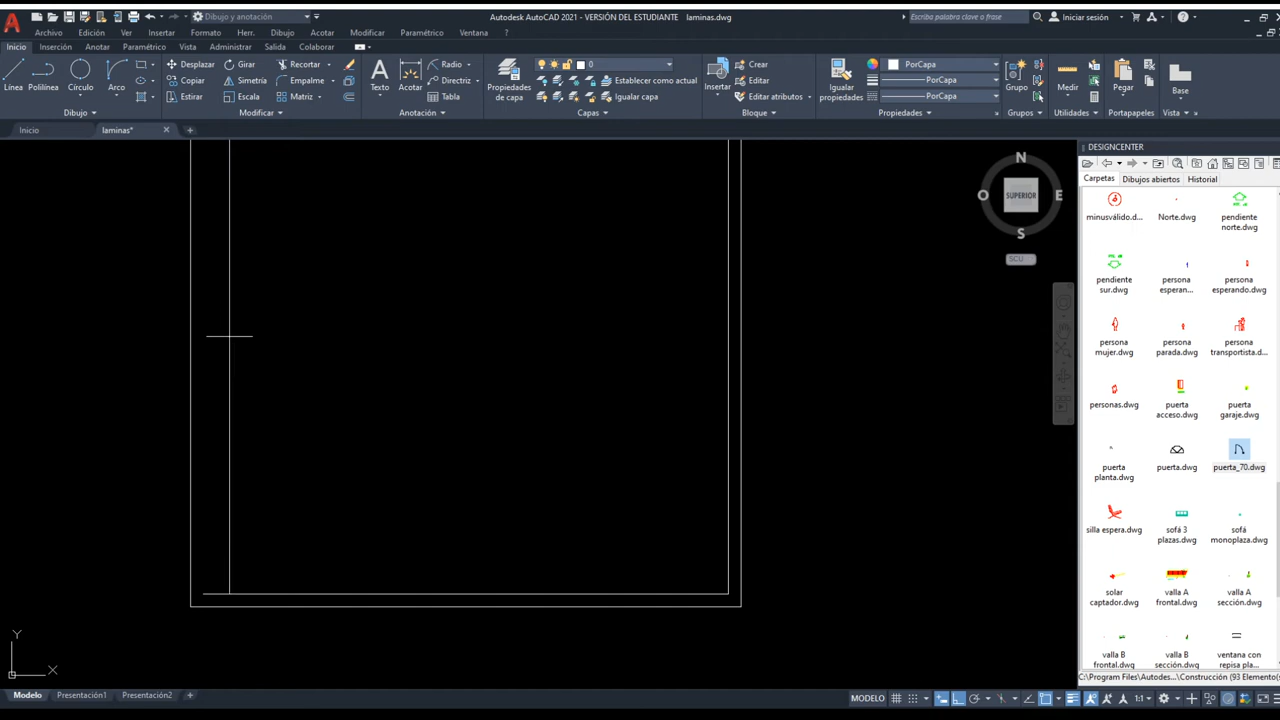 Dibujo y anotación
Autodesk AutoCAD 2021 - VERSIÓN DEL ESTUDIANTE laminas.dwg
Escriba palabra clave o frase
Iniciar sesión
Archivo Edición Ver Insertar Formato Herr. Dibujo Acotar Modificar Paramétrico Ventana ?
Inicio Inserción Anotar Paramétrico Vista Administrar Salida Colaborar
Línea Polilínea Círculo Arco
Desplazar Girar Recortar
Copiar Simetría Empalme
Estirar Escala Matriz
Texto Acotar
Radio
Directriz
Tabla
Propiedades
de capa
0
Establecer como actual
Igualar capa
Insertar
Crear
Editar
Editar atributos
Igualar
propiedades
PorCapa
PorCapa
PorCapa
Grupo
Medir
Pegar
Base
Dibujo Modificar Anotación Capas Bloque Propiedades Grupos Utilidades Portapapeles Vista
Inicio laminas*
N
O SUPERIOR E
S
SCU
DESIGNCENTER
Carpetas Dibujos abiertos Historial
minusválido.d... Norte.dwg pendiente
norte.dwg
pendiente
sur.dwg
persona
esperan...
persona
esperando.dwg
persona
mujer.dwg
persona
parada.dwg
persona
transportista.d...
personas.dwg
puerta
acceso.dwg
puerta
garaje.dwg
puerta
planta.dwg
puerta.dwg
puerta_70.dwg
silla espera.dwg
sofá 3
plazas.dwg
sofá
monoplaza.dwg
solar
captador.dwg
valla A
frontal.dwg
valla A
sección.dwg
valla B
frontal.dwg
valla B
sección.dwg
ventana con
repisa pla...
C:\Program Files\Autodes...\Construcción (93 Elemento(s
Y
X
Modelo Presentación1 Presentación2
MODELO
1:1